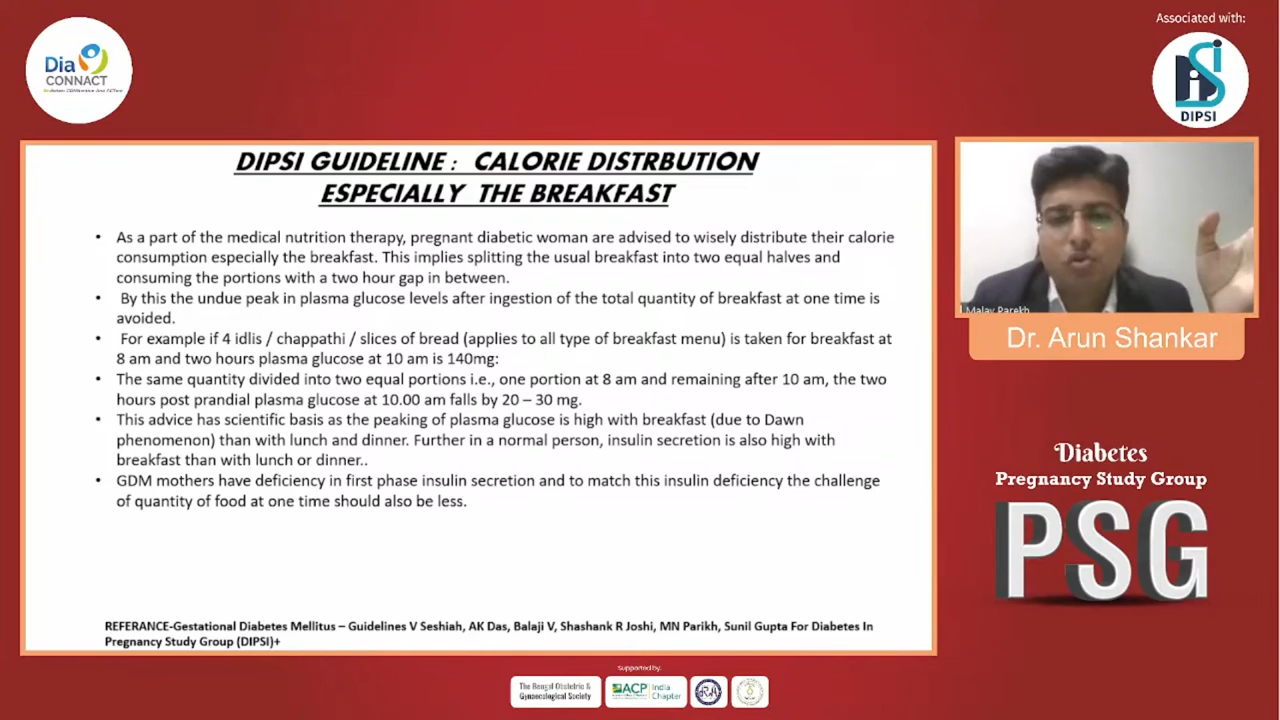 Associated with:
Dia
CONNACT
DIPSI
DIPSI GUIDELINE : CALORIE DISTRBUTION
ESPECIALLY THE BREAKFAST
• As a part of the medical nutrition therapy, pregnant diabetic woman are advised to wisely distribute their calorie
consumption especially the breakfast. This implies splitting the usual breakfast into two equal halves and
consuming the portions with a two hour gap in between.
• By this the undue peak in plasma glucose levels after ingestion of the total quantity of breakfast at one time is
avoided.
• For example if 4 idlis / chappathi / slices of bread (applies to all type of breakfast menu) is taken for breakfast at
8 am and two hours plasma glucose at 10 am is 140mg:
• The same quantity divided into two equal portions i.e., one portion at 8 am and remaining after 10 am, the two
hours post prandial plasma glucose at 10.00 am falls by 20 – 30 mg.
• This advice has scientific basis as the peaking of plasma glucose is high with breakfast (due to Dawn
phenomenon) than with lunch and dinner. Further in a normal person, insulin secretion is also high with
breakfast than with lunch or dinner..
• GDM mothers have deficiency in first phase insulin secretion and to match this insulin deficiency the challenge
of quantity of food at one time should also be less.
REFERANCE-Gestational Diabetes Mellitus – Guidelines V Seshiah, AK Das, Balaji V, Shashank R Joshi, MN Parikh, Sunil Gupta For Diabetes In
Pregnancy Study Group (DIPSI)+
Malay Parekh
Dr. Arun Shankar
Diabetes
Pregnancy Study Group
PSG
Supported by:
The Bengal Obstetric &
Gynaecological Society
ACP India
Chapter